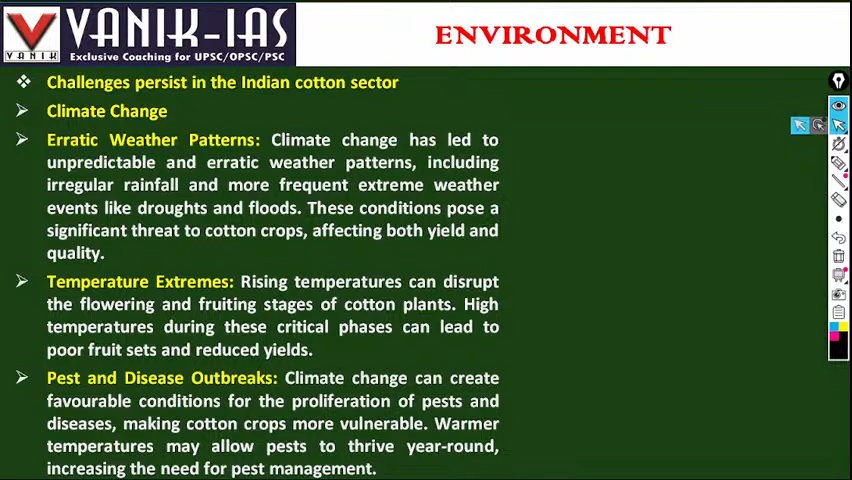 VANIK-IAS
VANIK
Exclusive Coaching for UPSC/OPSC/PSC
ENVIRONMENT
Challenges persist in the Indian cotton sector
Climate Change
Erratic Weather Patterns: Climate change has led to
unpredictable and erratic weather patterns, including
irregular rainfall and more frequent extreme weather
events like droughts and floods. These conditions pose a
significant threat to cotton crops, affecting both yield and
quality.
Temperature Extremes: Rising temperatures can disrupt
the flowering and fruiting stages of cotton plants. High
temperatures during these critical phases can lead to
poor fruit sets and reduced yields.
Pest and Disease Outbreaks: Climate change can create
favourable conditions for the proliferation of pests and
diseases, making cotton crops more vulnerable. Warmer
temperatures may allow pests to thrive year-round,
increasing the need for pest management.